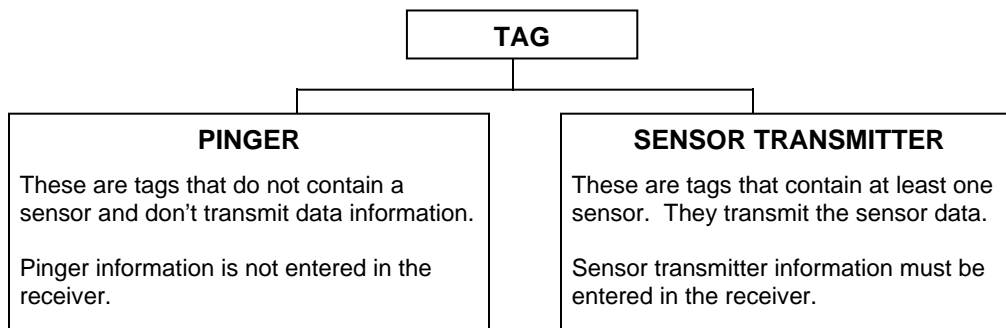 TAG
PINGER
These are tags that do not contain a
sensor and don’t transmit data information.
Pinger information is not entered in the
receiver.
SENSOR TRANSMITTER
These are tags that contain at least one
sensor.  They transmit the sensor data.
Sensor transmitter information must be
entered in the receiver.